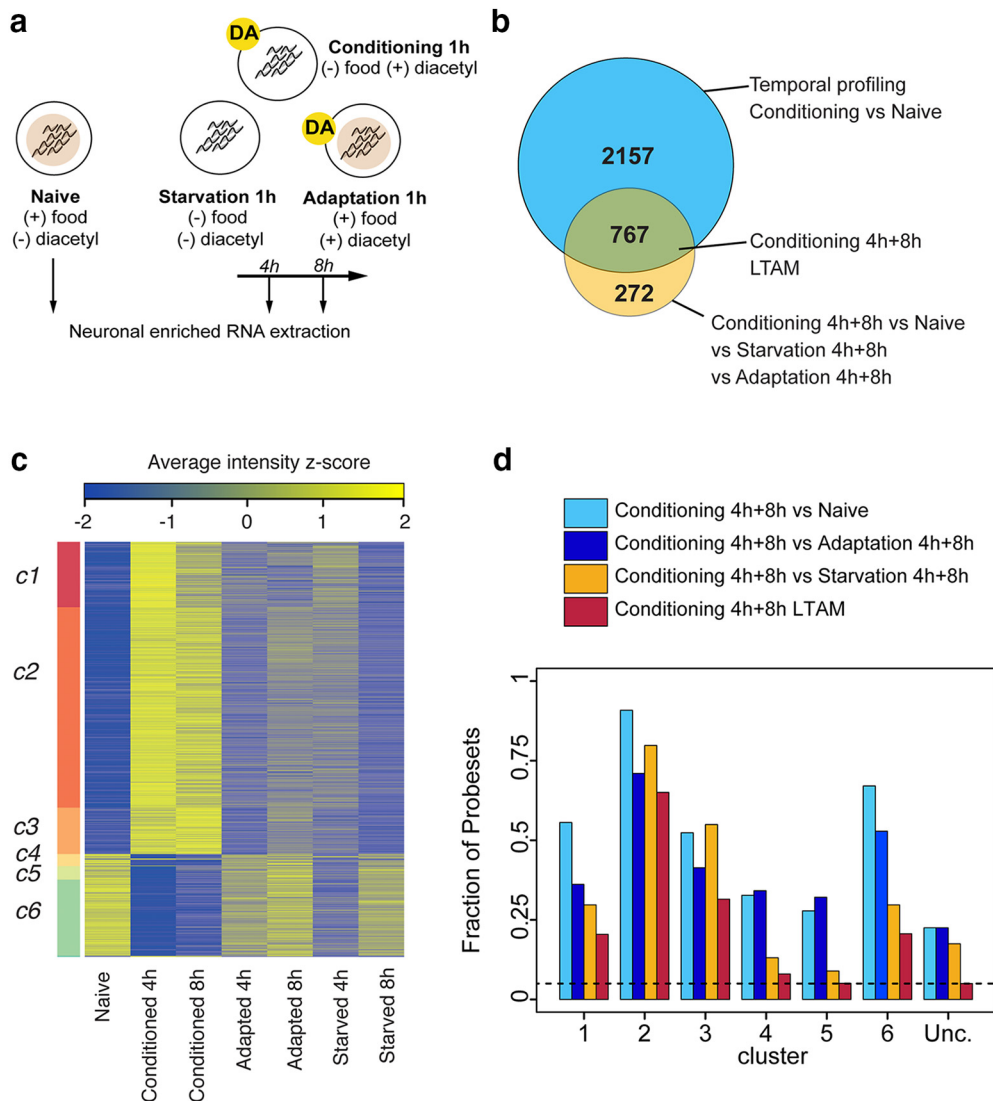 a
DA
Conditioning 1h
(-) food (+) diacetyl
DA
Naive
(+) food
(-) diacetyl
Starvation 1h
(-) food
(-) diacetyl
Adaptation 1h
(+) food
(+) diacetyl
4h
8h
Neuronal enriched RNA extraction
b
Temporal profiling
Conditioning vs Naive
2157
767
Conditioning 4h+8h
LTAM
272
Conditioning 4h+8h vs Naive
vs Starvation 4h+8h
vs Adaptation 4h+8h
c
Average intensity z-score
-2 -1 0 1 2
c1
c2
c3
c4
c5
c6
Naive
Conditioned 4h
Conditioned 8h
Adapted 4h
Adapted 8h
Starved 4h
Starved 8h
d
Conditioning 4h+8h vs Naive
Conditioning 4h+8h vs Adaptation 4h+8h
Conditioning 4h+8h vs Starvation 4h+8h
Conditioning 4h+8h LTAM
Fraction of Probesets
1
0.75
0.5
0.25
0
1 2 3 4 5 6 Unc.
cluster